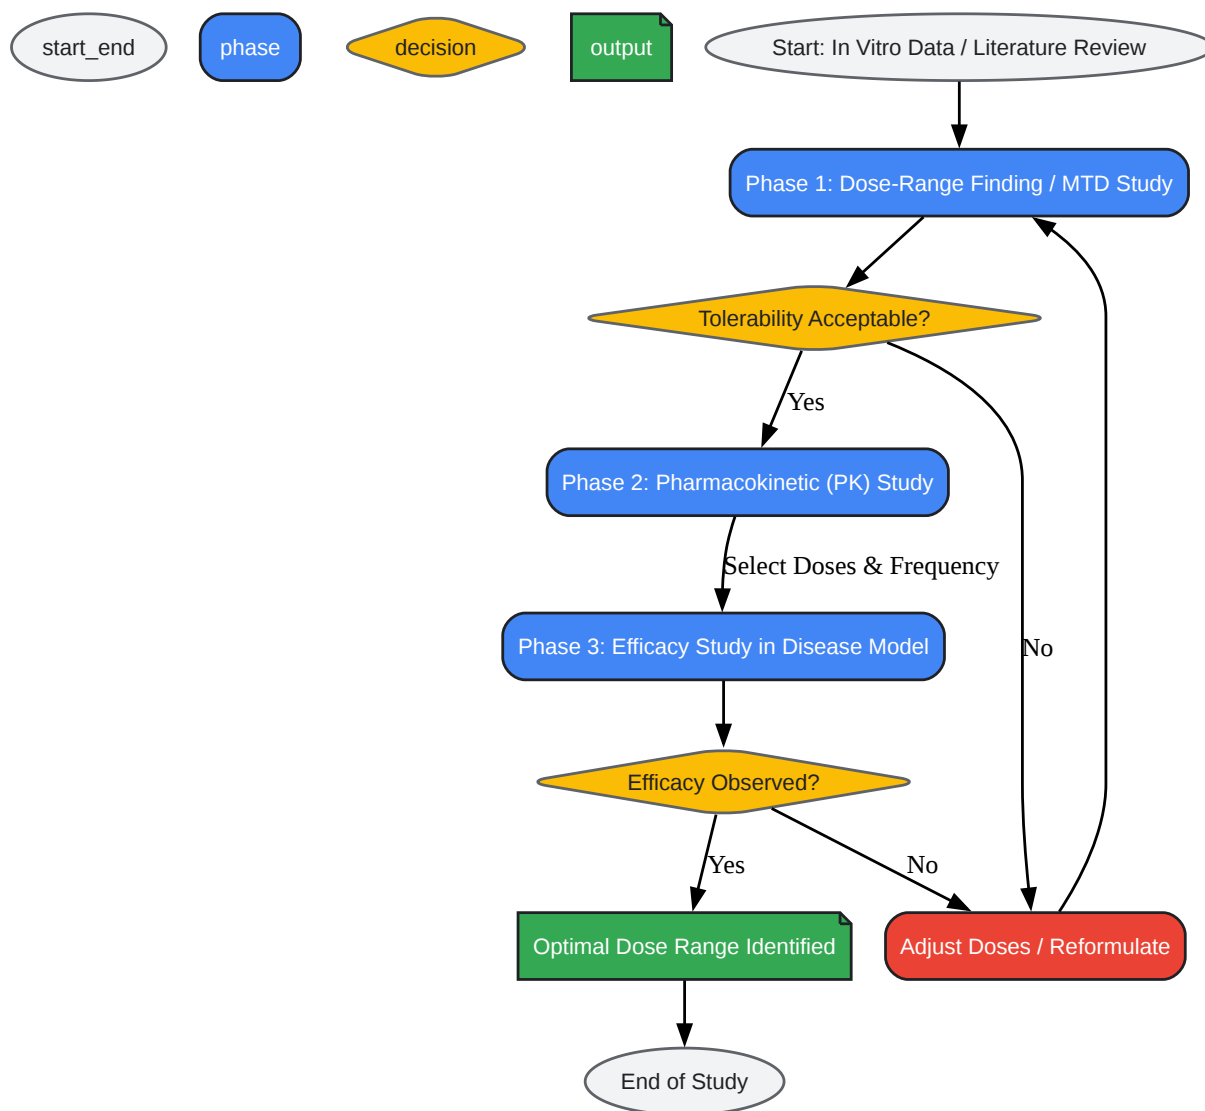 start_end
phase
decision
output
Start: In Vitro Data / Literature Review
Phase 1: Dose-Range Finding / MTD Study
Tolerability Acceptable?
Yes
Phase 2: Pharmacokinetic (PK) Study
Select Doses & Frequency
Phase 3: Efficacy Study in Disease Model
No
Efficacy Observed?
Yes
No
Optimal Dose Range Identified
Adjust Doses / Reformulate
End of Study